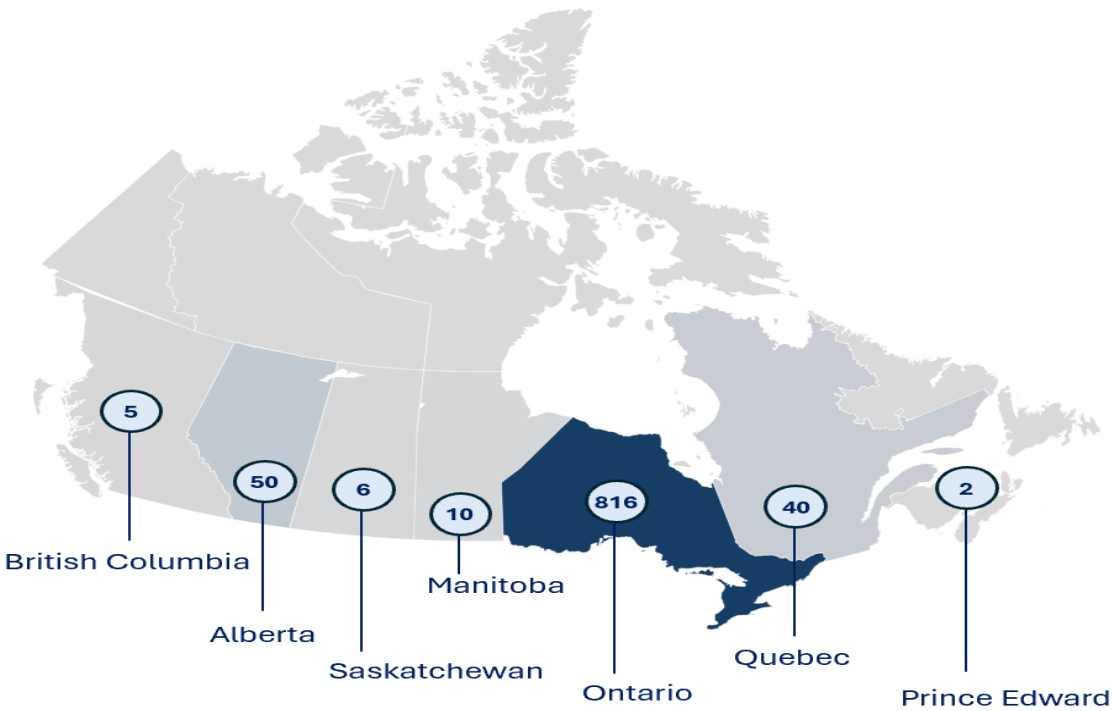 5
50
6
10
816
40
2
British Columbia
Manitoba
Alberta
Saskatchewan
Quebec
Ontario
Prince Edward